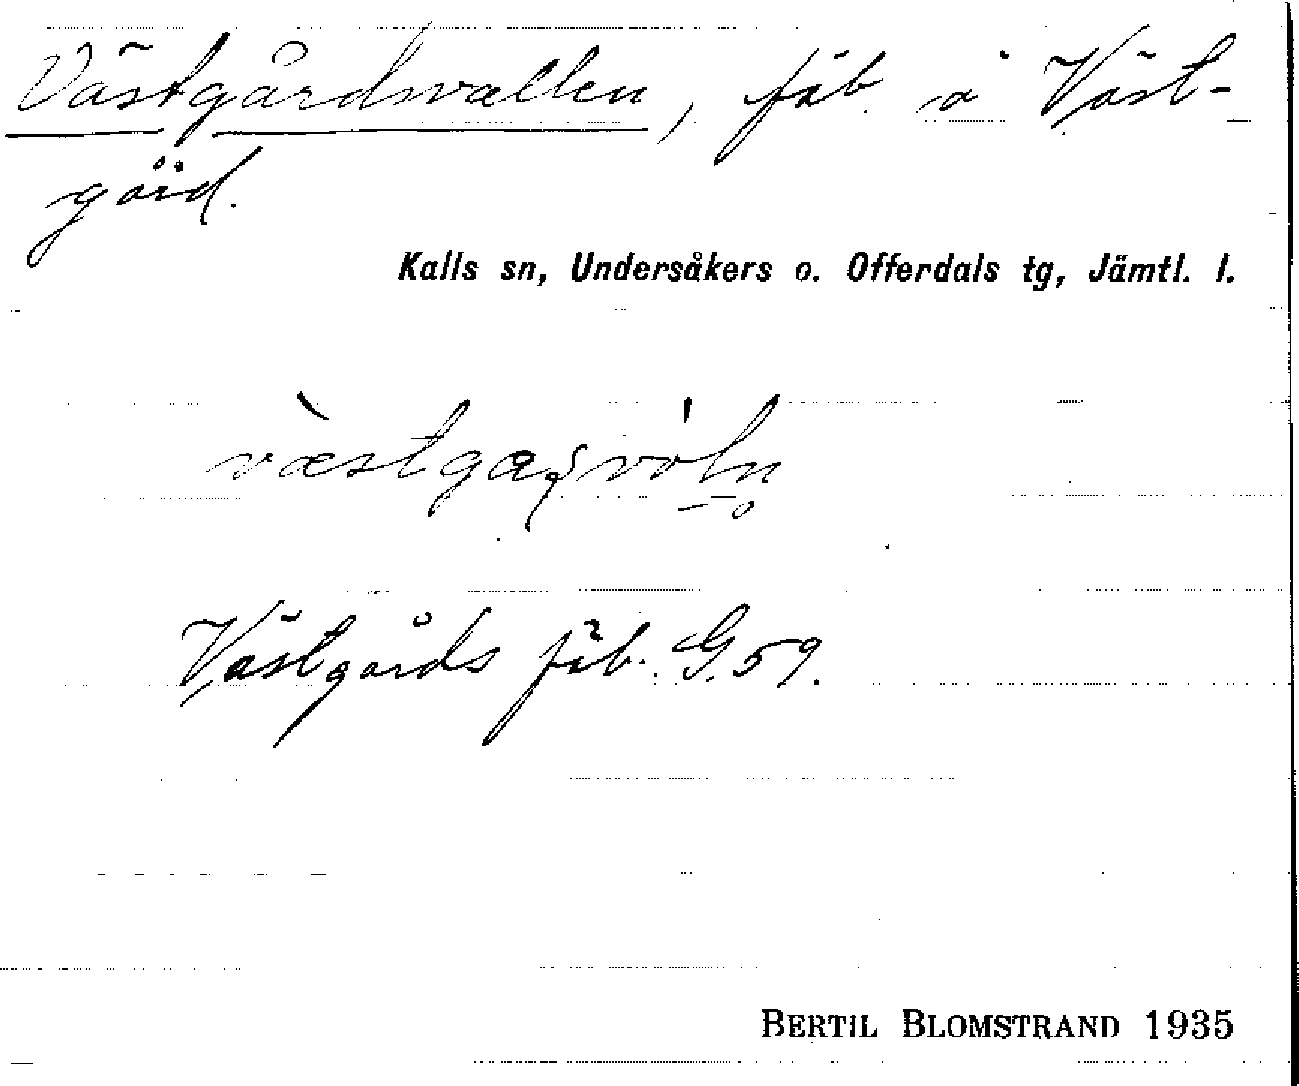 Västgårdsvallen, fäb. å Väst-
gård.
Kalls sn, Undersåkers o. Offerdals tg, Jämtl. l.
Västgårds fäb. G. 59.
BERTIL BLOMSTRAND 1935